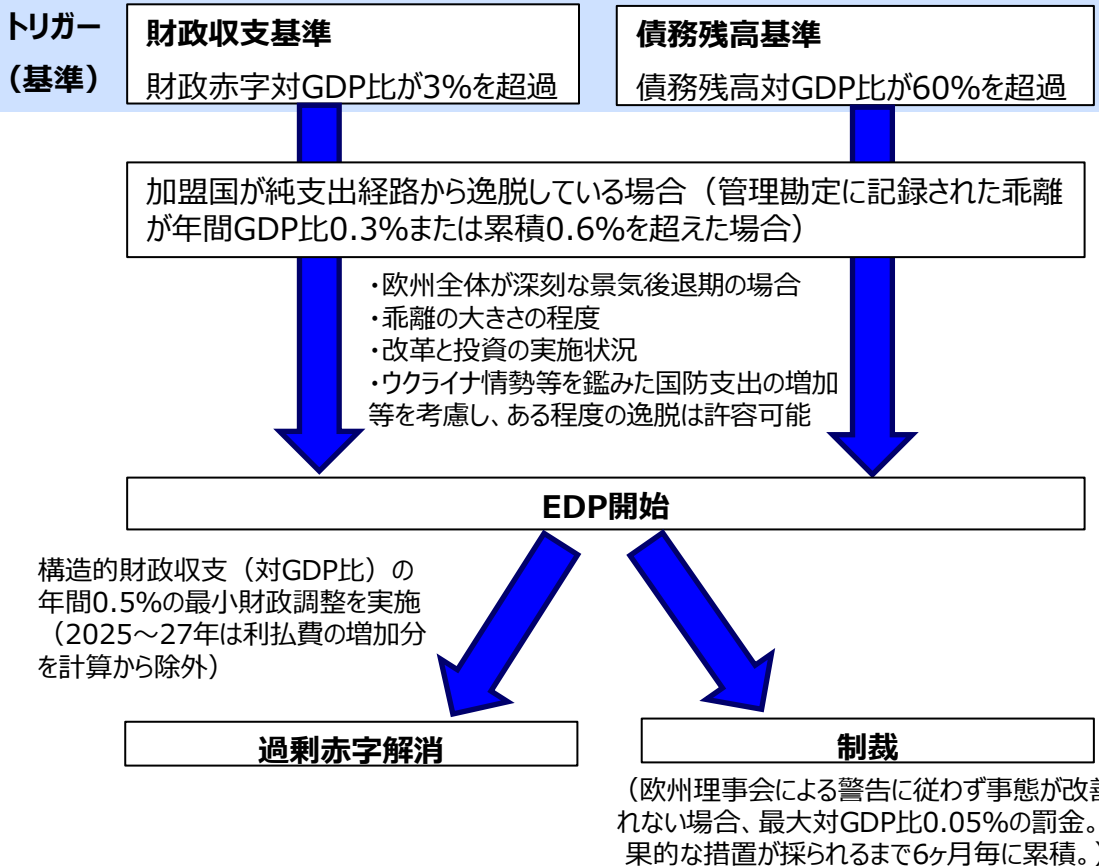 トリガー
(基準)
財政収支基準
財政赤字対GDP比が3%を超過
債務残高基準
債務残高対GDP比が60%を超過
加盟国が純支出経路から逸脱している場合(管理勘定に記録された乖離
が年間GDP比0.3%または累積0.6%を超えた場合)
・欧州全体が深刻な景気後退期の場合
・乖離の大きさの程度
・改革と投資の実施状況
・ウクライナ情勢等を鑑みた国防支出の増加
等を考慮し、ある程度の逸脱は許容可能
EDP開始
構造的財政収支(対GDP比)の
年間0.5%の最小財政調整を実施
(2025~27年は利払費の増加分
を計算から除外)
過剰赤字解消
制裁
(欧州理事会による警告に従わず事態が改善
れない場合、最大対GDP比0.05%の罰金。
果的な措置が採られるまで6ヶ月毎に累積。)